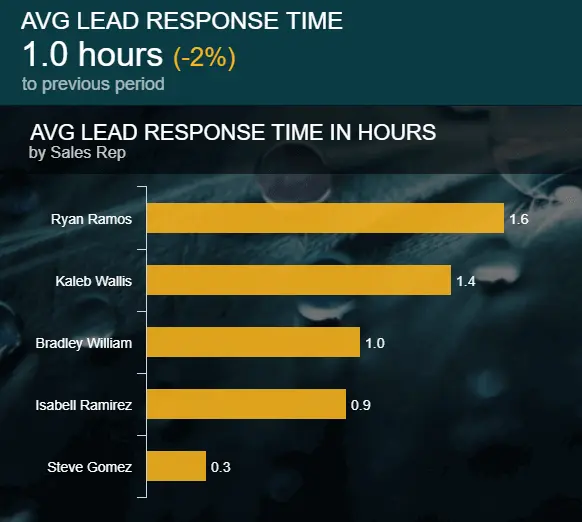 AVG LEAD RESPONSE TIME
1.0 hours (-2%)
to previous period
AVG LEAD RESPONSE TIME IN HOURS
by Sales Rep
Ryan Ramos 1.6
Kaleb Wallis 1.4
Bradley William 1.0
Isabell Ramirez 0.9
Steve Gomez 0.3